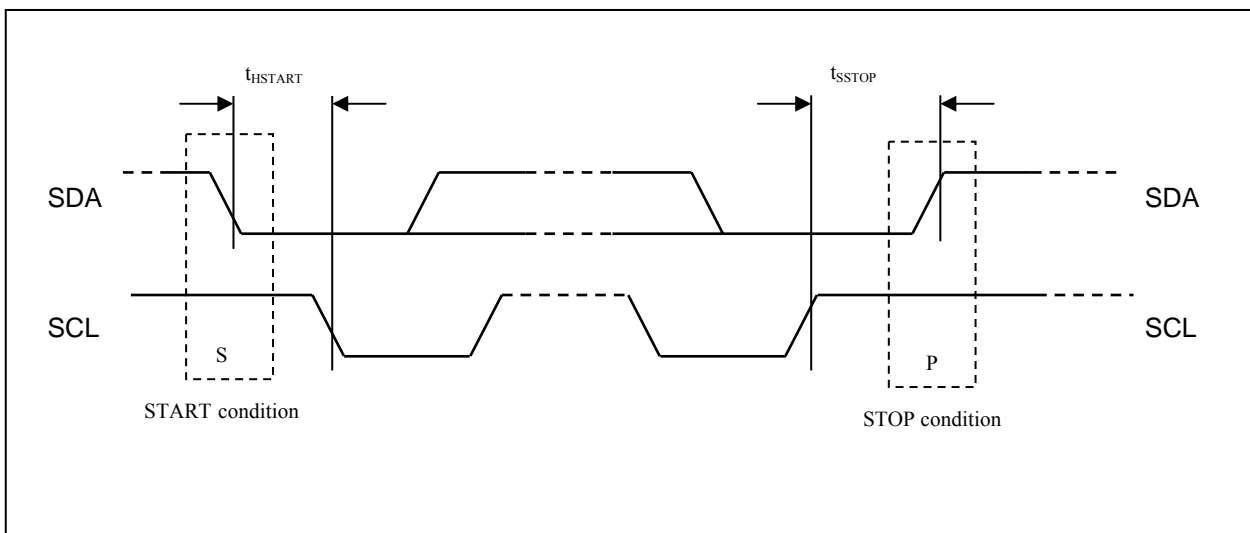 tHSTART
tSSTOP
SDA
SDA
SCL
SCL
S
P
START condition
STOP condition